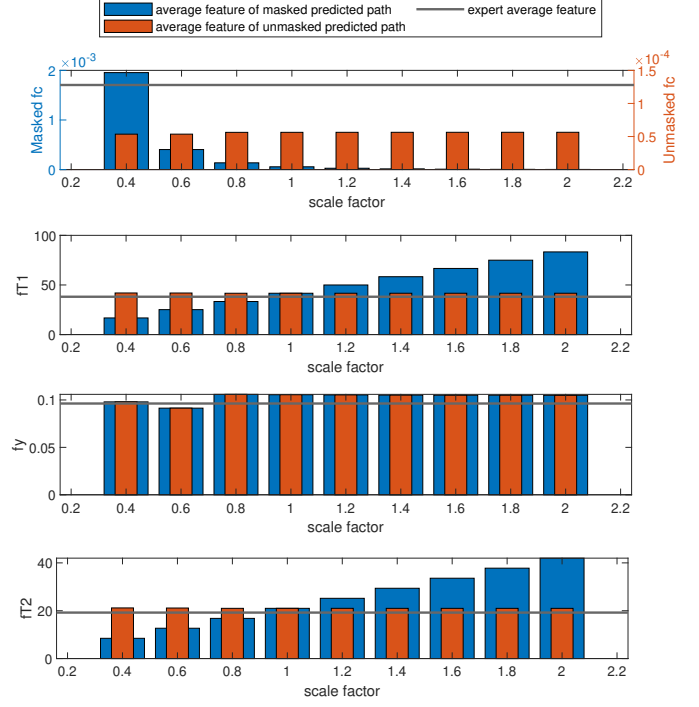 average feature of masked predicted path
expert average feature
average feature of unmasked predicted path
×10⁻³
×10⁻⁴
2
1
0
Masked fc
1.5
1
0.5
0
Unmasked fc
0.2 0.4 0.6 0.8 1 1.2 1.4 1.6 1.8 2 2.2
scale factor
100
50
0
fT1
0.2 0.4 0.6 0.8 1 1.2 1.4 1.6 1.8 2 2.2
scale factor
0.1
0.05
0
fy
0.2 0.4 0.6 0.8 1 1.2 1.4 1.6 1.8 2 2.2
scale factor
40
20
0
fT2
0.2 0.4 0.6 0.8 1 1.2 1.4 1.6 1.8 2 2.2
scale factor